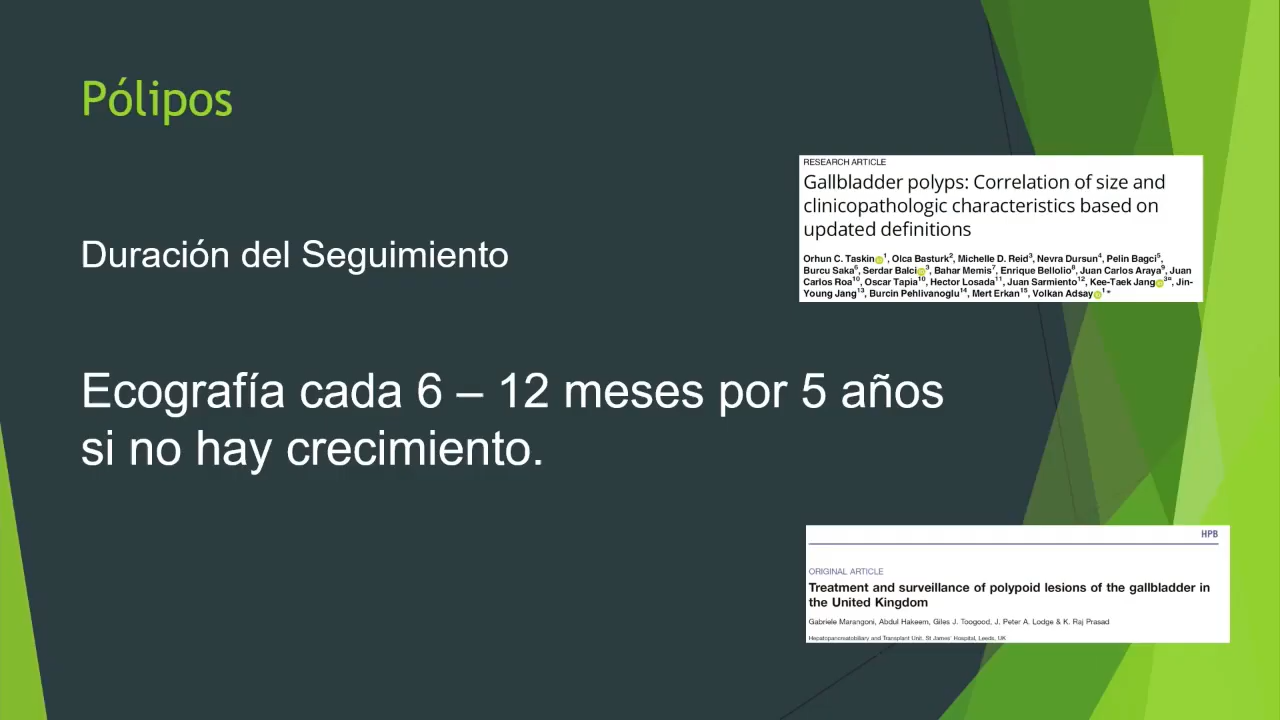 Pólipos
RESEARCH ARTICLE
Gallbladder polyps: Correlation of size and
clinicopathologic characteristics based on
updated definitions
Orhun C. Taskin¹, Olca Basturk², Michelle D. Reid³, Nevra Dursun⁴, Pelin Bagci⁵,
Burcu Saka⁶, Serdar Balci³, Bahar Memis⁷, Enrique Bellolio⁸, Juan Carlos Araya⁹, Juan
Carlos Roa¹⁰, Oscar Tapia¹⁰, Hector Losada¹¹, Juan Sarmiento¹², Kee-Taek Jang³ª, Jin-
Young Jang¹³, Burcin Pehlivanoglu¹⁴, Mert Erkan¹⁵, Volkan Adsay¹*
Duración del Seguimiento
Ecografía cada 6 – 12 meses por 5 años
si no hay crecimiento.
HPB
ORIGINAL ARTICLE
Treatment and surveillance of polypoid lesions of the gallbladder in
the United Kingdom
Gabriele Marangoni, Abdul Hakeem, Giles J. Toogood, J. Peter A. Lodge & K. Raj Prasad
Hepatopancreatobiliary and Transplant Unit, St James' Hospital, Leeds, UK